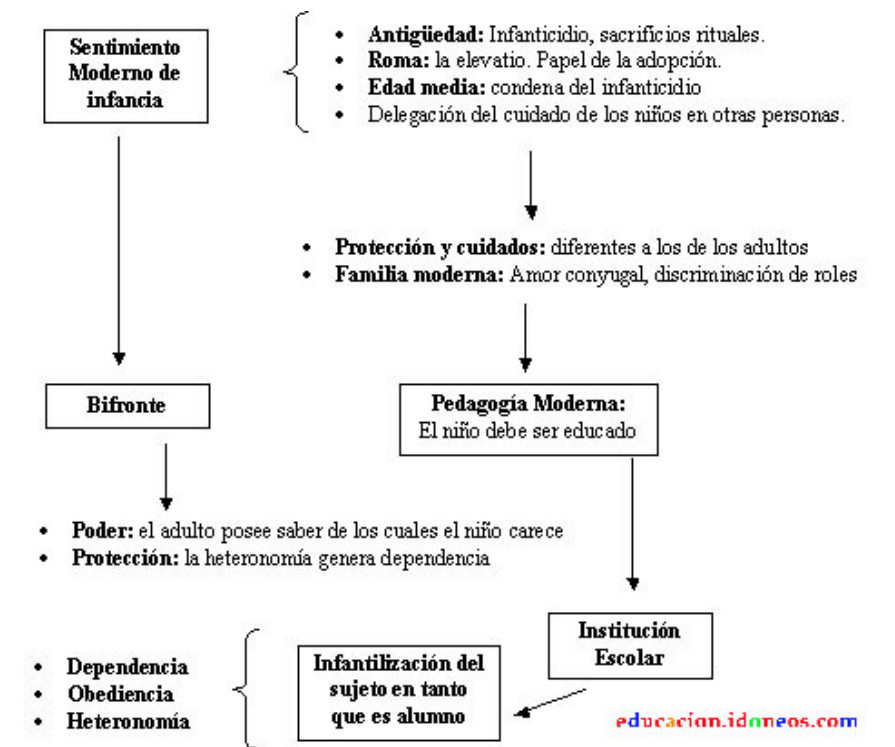 Sentimiento
Moderno de
infancia
• Antigüedad: Infanticidio, sacrificios rituales.
• Roma: la elevatio. Papel de la adopción.
• Edad media: condena del infanticidio
• Delegación del cuidado de los niños en otras personas.
• Protección y cuidados: diferentes a los de los adultos
• Familia moderna: Amor conyugal, discriminación de roles
Bifronte
Pedagogía Moderna:
El niño debe ser educado
• Poder: el adulto posee saber de los cuales el niño carece
• Protección: la heteronomía genera dependencia
Institución
Escolar
Infantilización del
sujeto en tanto
que es alumno
• Dependencia
• Obediencia
• Heteronomía
educacion.idoneos.com